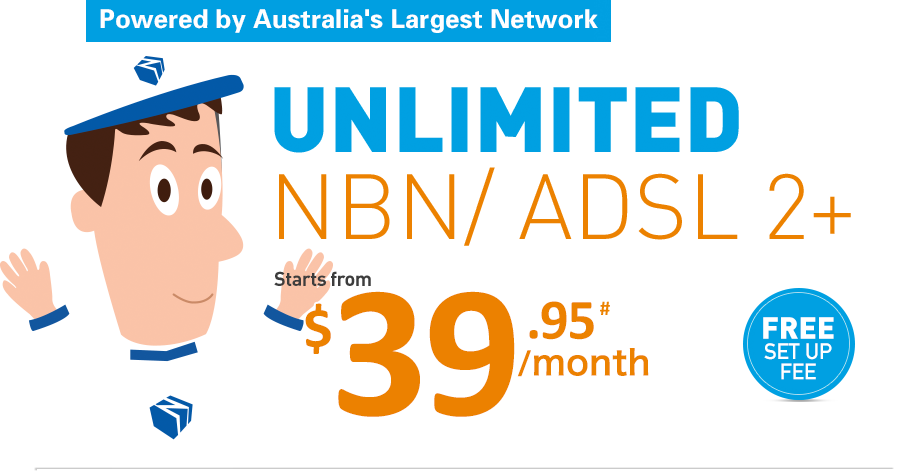 Powered by Australia's Largest Network
UNLIMITED
NBN/ ADSL 2+
Starts from
$39.95#
/month
FREE
SET UP
FEE